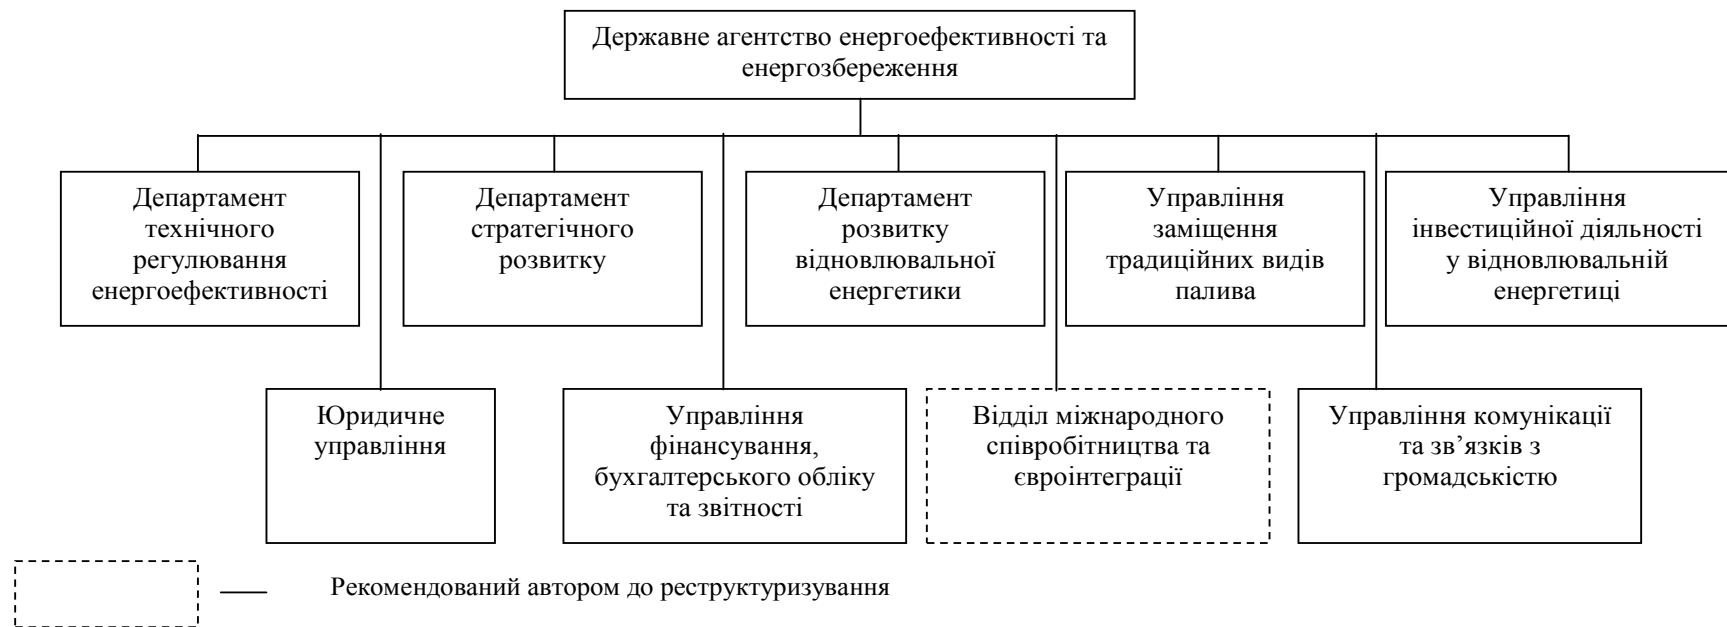 Державне агентство енергоефективності та
енергозбереження
Департамент
технічного
регулювання
енергоефективності
Департамент
стратегічного
розвитку
Департамент
розвитку
відновлювальної
енергетики
Управління
заміщення
традиційних видів
палива
Управління
інвестиційної діяльності
у відновлювальній
енергетиці
Юридичне
управління
Управління
фінансування,
бухгалтерського обліку
та звітності
Відділ міжнародного
співробітництва та
євроінтеграції
Управління комунікації
та зв’язків з
громадськістю
Рекомендований автором до реструктуризування